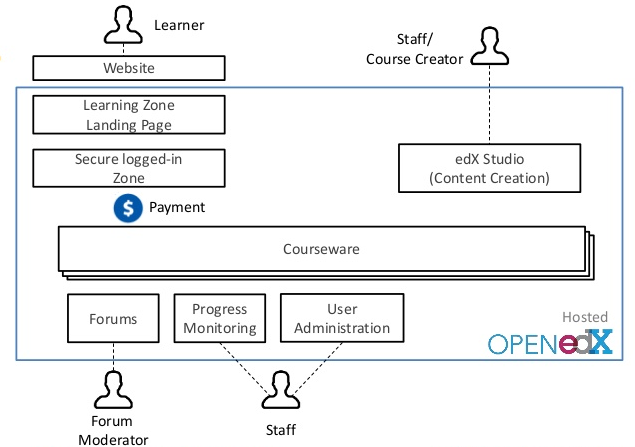 Learner
Staff/
Course Creator
Website
Learning Zone
Landing Page
Secure logged-in
Zone
edX Studio
(Content Creation)
$
Payment
Courseware
Forums
Progress
Monitoring
User
Administration
Hosted
OPENedX
Forum
Moderator
Staff